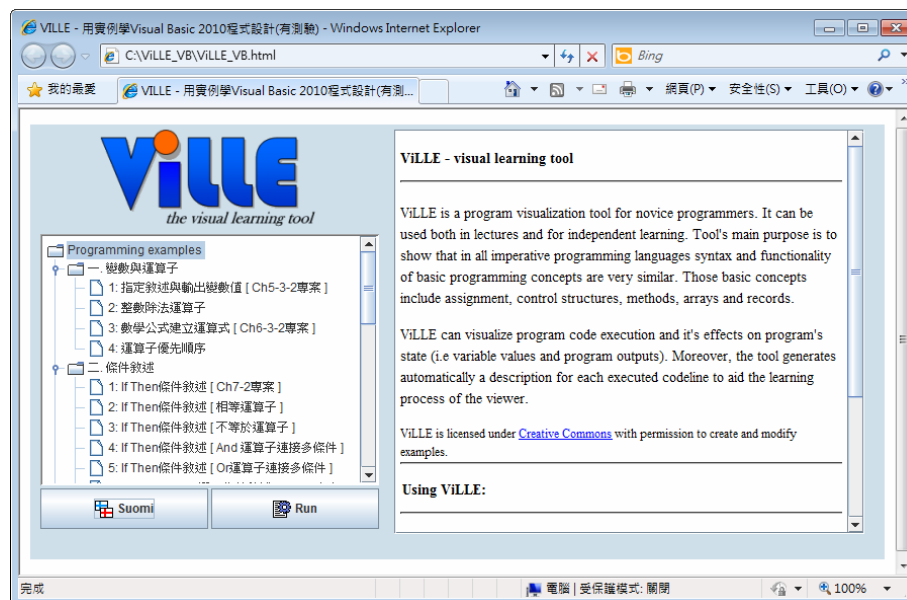 ViLLE - 用實例學Visual Basic 2010程式設計(有測驗) - Windows Internet Explorer
C:\ViLLE_VB\ViLLE_VB.html
Bing
我的最愛
ViLLE - 用實例學Visual Basic 2010程式設計(有測...
網頁(P)
安全性(S)
工具(O)
»
ViLLE
the visual learning tool
Programming examples
一. 變數與運算子
1: 指定敘述與輸出變數值 [ Ch5-3-2專案 ]
2: 整數除法運算子
3: 數學公式建立運算式 [ Ch6-3-2專案 ]
4: 運算子優先順序
二. 條件敘述
1: If Then條件敘述 [ Ch7-2專案 ]
2: If Then條件敘述 [ 相等運算子 ]
3: If Then條件敘述 [ 不等於運算子 ]
4: If Then條件敘述 [ And 運算子連接多條件 ]
5: If Then條件敘述 [ Or運算子連接多條件 ]
Suomi
Run
ViLLE - visual learning tool
ViLLE is a program visualization tool for novice programmers. It can be
used both in lectures and for independent learning. Tool's main purpose is to
show that in all imperative programming languages syntax and functionality
of basic programming concepts are very similar. Those basic concepts
include assignment, control structures, methods, arrays and records.
ViLLE can visualize program code execution and it's effects on program's
state (i.e variable values and program outputs). Moreover, the tool generates
automatically a description for each executed codeline to aid the learning
process of the viewer.
ViLLE is licensed under Creative Commons with permission to create and modify
examples.
Using ViLLE:
完成
電腦 | 受保護模式: 關閉
100%